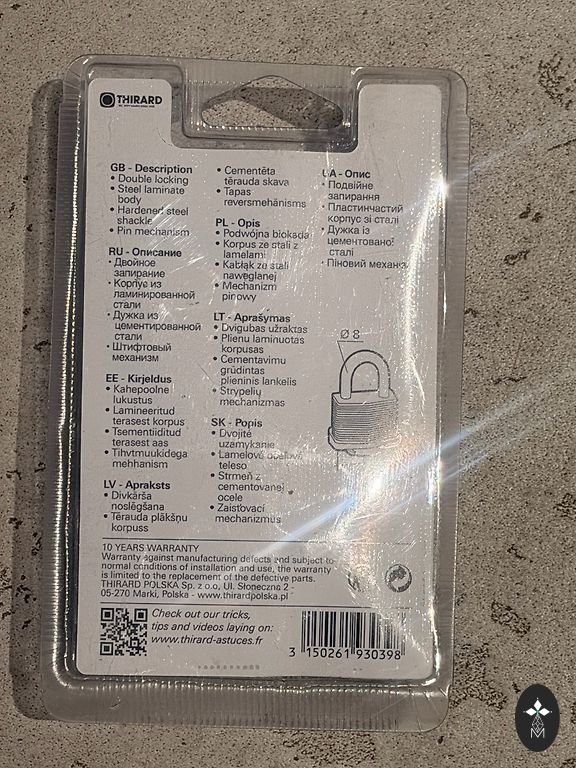 THIRARD
GB - Description
• Double locking
• Steel laminate
body
• Hardened steel
shackle
• Pin mechanism
RU - Описание
• Двойное
запирание
• Корпус из
ламинированной
стали
• Дужка из
цементированной
стали
• Штифтовый
механизм
EE - Kirjeldus
• Kahepoolne
lukustus
• Lamineeritud
terasest korpus
• Tsementiiditud
terasest aas
• Tihvtmuukidega
mehhanism
LV - Apraksts
• Divkārša
noslēgšana
• Tērauda plākšņu
korpuss
• Cementēta
tērauda skava
• Tapas
reversmehānisms
PL - Opis
• Podwójna blokada
• Korpus ze stali z
lamelami
• Kabłąk ze stali
nawęglanej
• Mechanizm
pinowy
LT - Aprašymas
• Dvigubas užraktas
• Plienu laminuotas
korpusas
• Cementavimu
grūdintas
plieninis lankelis
• Strypelių
mechanizmas
SK - Popis
• Dvojité
uzamykanie
• Lamelové oceľové
teleso
• Strmeň z
cementovanej
ocele
• Zaisťovací
mechanizmus
UA - Опис
• Подвійне
запирання
• Пластинчастий
корпус зі сталі
• Дужка із
цементованої
сталі
• Піновий механізм
Ø 8
10 YEARS WARRANTY
Warranty against manufacturing defects and subject to
normal conditions of installation and use, the warranty
is limited to the replacement of the defective parts.
THIRARD POLSKA Sp. z o.o, Ul. Słoneczna 2 -
05-270 Marki, Polska - www.thirardpolska.pl
Check out our tricks,
tips and videos laying on:
www.thirard-astuces.fr
3 150261 930398
M